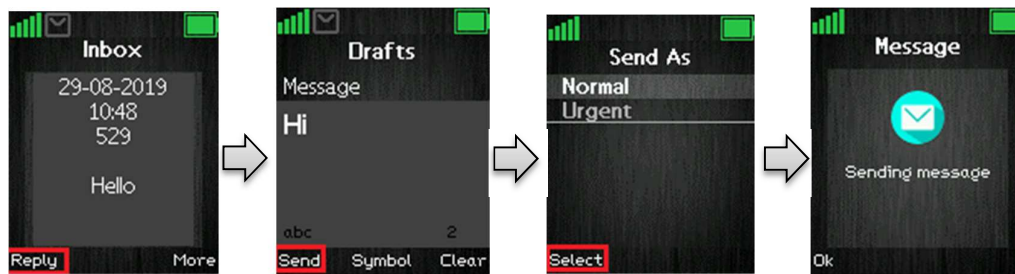 Inbox
29-08-2019
10:48
529
Hello
Reply More
Drafts
Message
Hi
abc 2
Send Symbol Clear
Send As
Normal
Urgent
Select
Message
Sending message
Ok